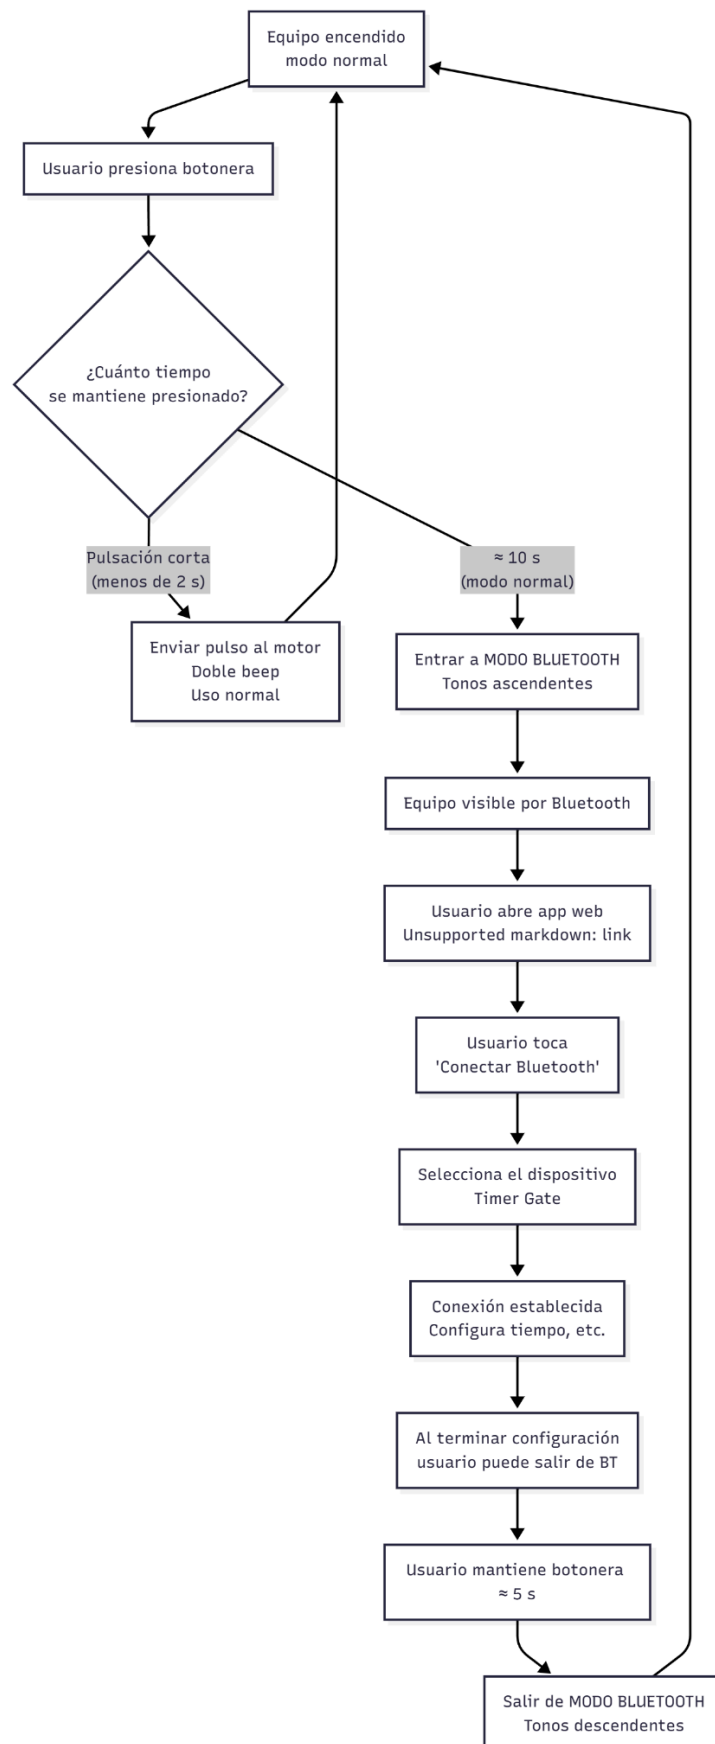 Equipo encendido
modo normal
Usuario presiona botonera
¿Cuánto tiempo
se mantiene presionado?
Pulsación corta
(menos de 2 s)
≈ 10 s
(modo normal)
Enviar pulso al motor
Doble beep
Uso normal
Entrar a MODO BLUETOOTH
Tonos ascendentes
Equipo visible por Bluetooth
Usuario abre app web
Unsupported markdown: link
Usuario toca
'Conectar Bluetooth'
Selecciona el dispositivo
Timer Gate
Conexión establecida
Configura tiempo, etc.
Al terminar configuración
usuario puede salir de BT
Usuario mantiene botonera
≈ 5 s
Salir de MODO BLUETOOTH
Tonos descendentes